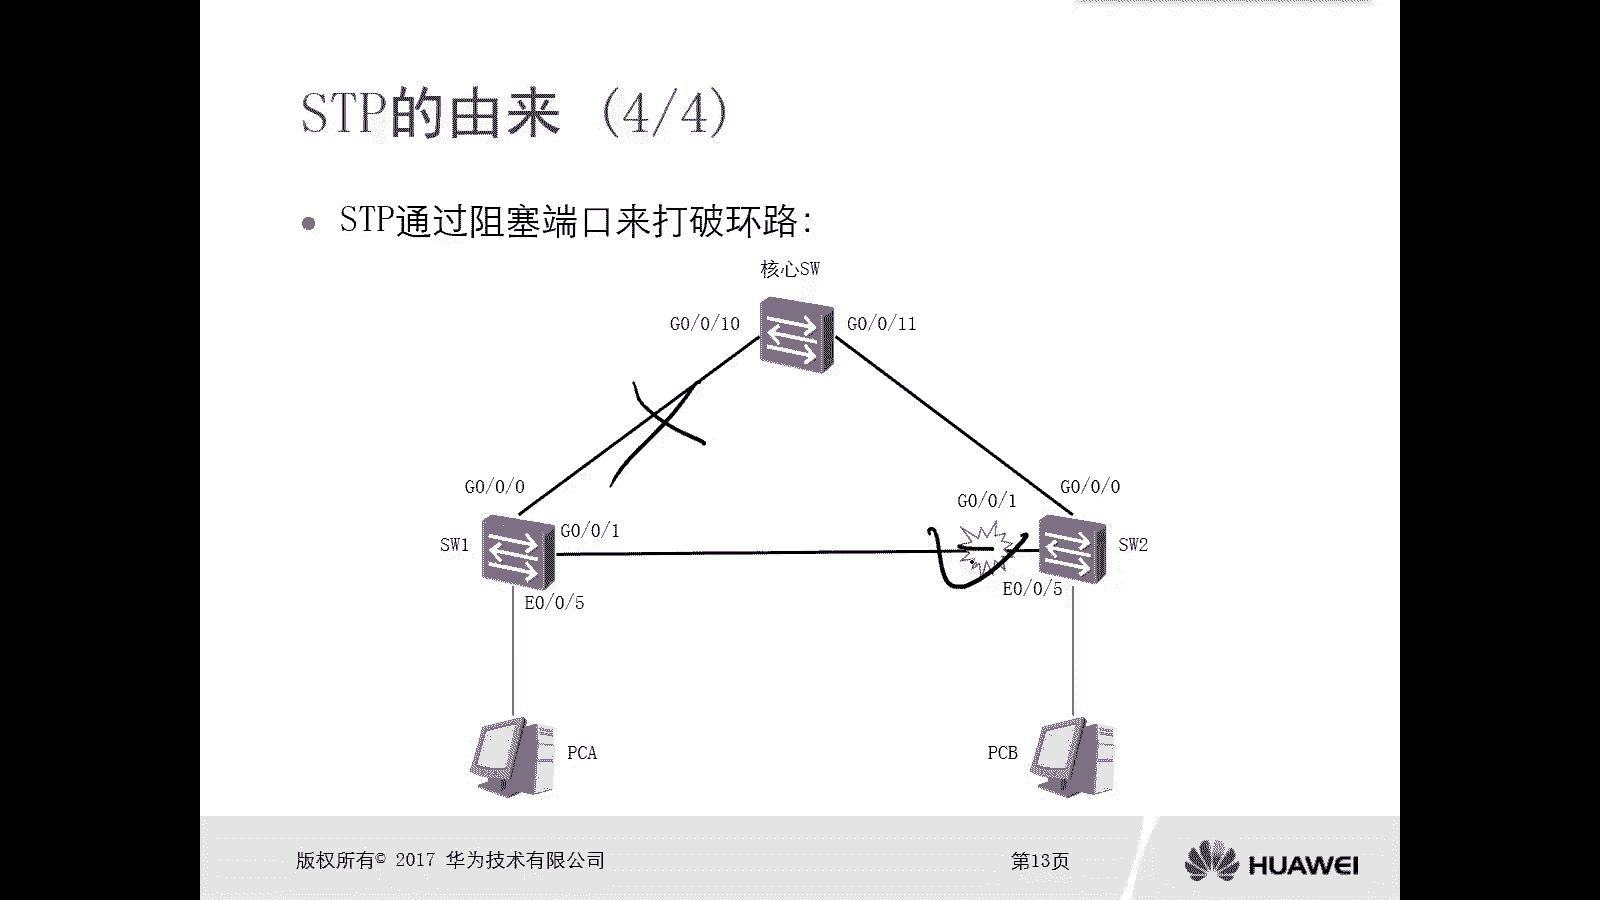 STP的由来 (4/4)
STP通过阻塞端口来打破环路:
核心SW
G0/0/10
G0/0/11
G0/0/0
G0/0/1
G0/0/0
SW1
G0/0/1
SW2
E0/0/5
E0/0/5
PCA
PCB
版权所有© 2017 华为技术有限公司
第13页
HUAWEI